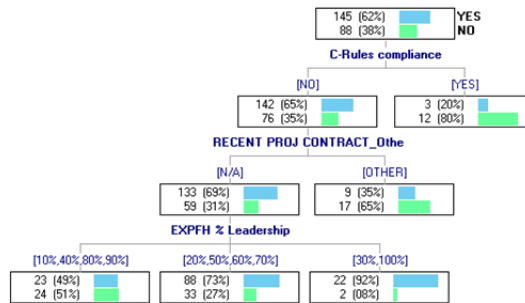 145 (62%) YES
88 (38%) NO
C-Rules compliance
[NO] [YES]
142 (65%) 3 (20%)
76 (35%) 12 (80%)
RECENT PROJ CONTRACT_Othe
[N/A] [OTHER]
133 (69%) 9 (35%)
59 (31%) 17 (65%)
EXPFH % Leadership
[10%,40%,80%,90%] [20%,50%,60%,70%] [30%,100%]
23 (49%) 88 (73%) 22 (92%)
24 (51%) 33 (27%) 2 (08%)